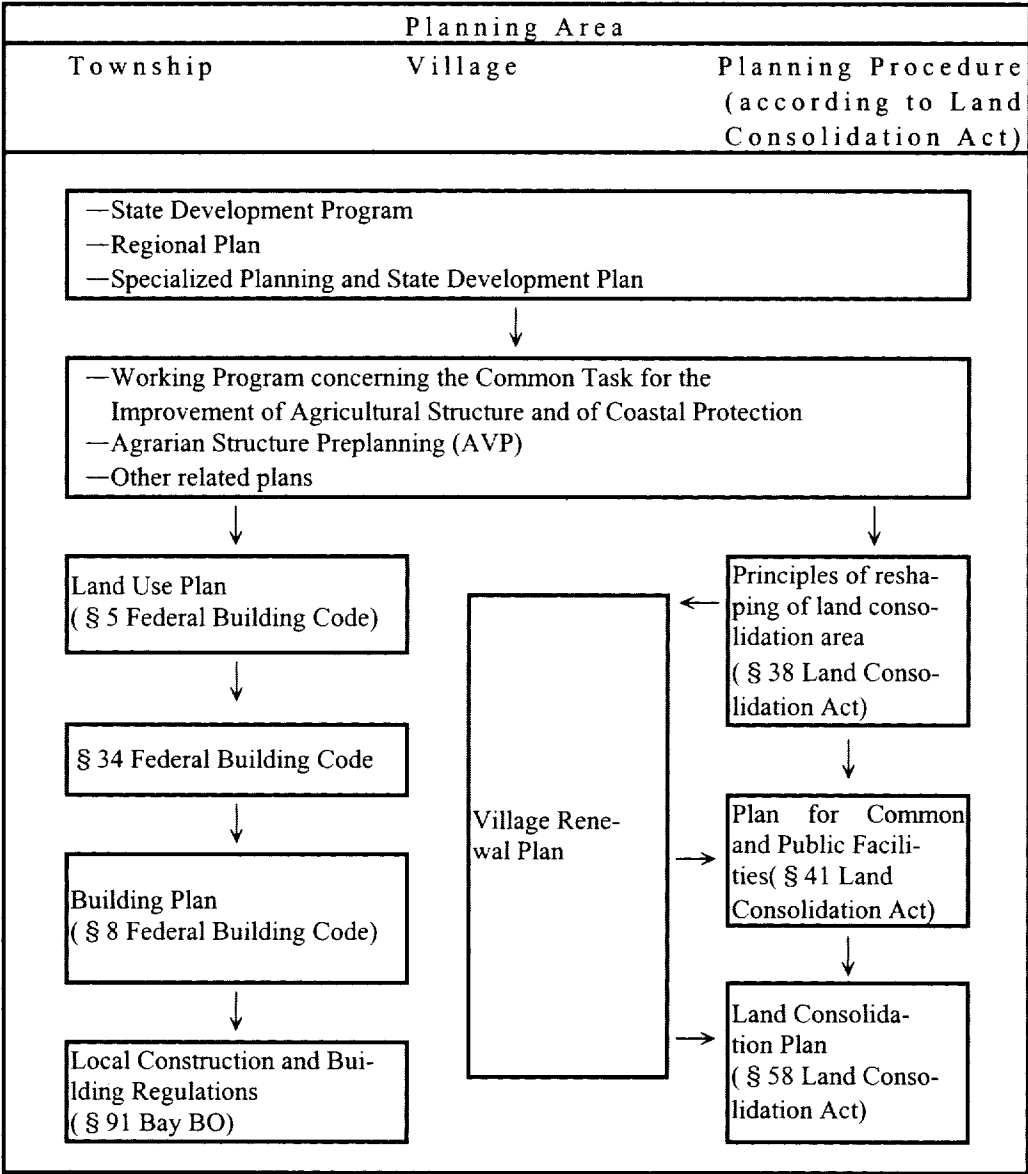 Planning Area
Township Village Planning Procedure
(according to Land
Consolidation Act)
—State Development Program
—Regional Plan
—Specialized Planning and State Development Plan
—Working Program concerning the Common Task for the
Improvement of Agricultural Structure and of Coastal Protection
—Agrarian Structure Preplanning (AVP)
—Other related plans
Land Use Plan
( § 5 Federal Building Code)
§ 34 Federal Building Code
Building Plan
( § 8 Federal Building Code)
Local Construction and Bui-
lding Regulations
( § 91 Bay BO)
Village Rene-
wal Plan
Principles of resha-
ping of land conso-
lidation area
( § 38 Land Conso-
lidation Act)
Plan for Common
and Public Facili-
ties( § 41 Land
Consolidation Act)
Land Consolida-
tion Plan
( § 58 Land Conso-
lidation Act)